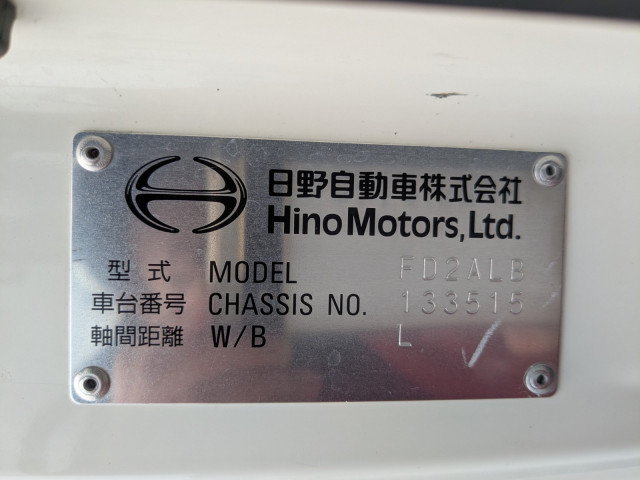 日野自動車株式会社
Hino Motors, Ltd.
型式 MODEL FD2ALB
車台番号 CHASSIS NO. 133515
軸間距離 W/B L